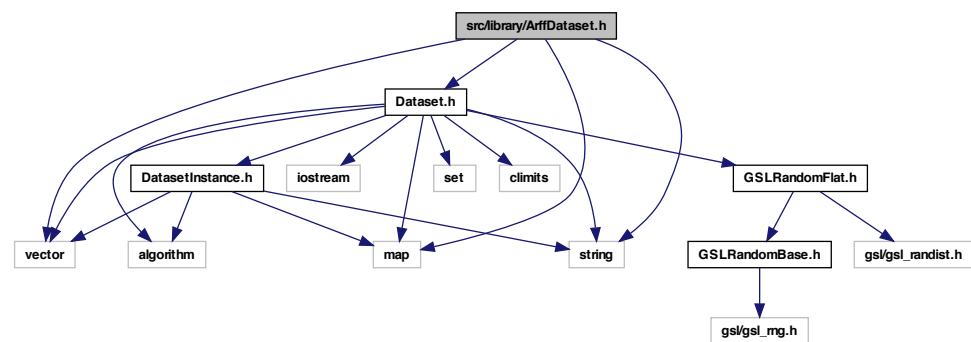 src/library/ArffDataset.h
Dataset.h
DatasetInstance.h
iostream
set
climits
GSLRandomFlat.h
vector
algorithm
map
string
GSLRandomBase.h
gsl/gsl_randist.h
gsl/gsl_rng.h